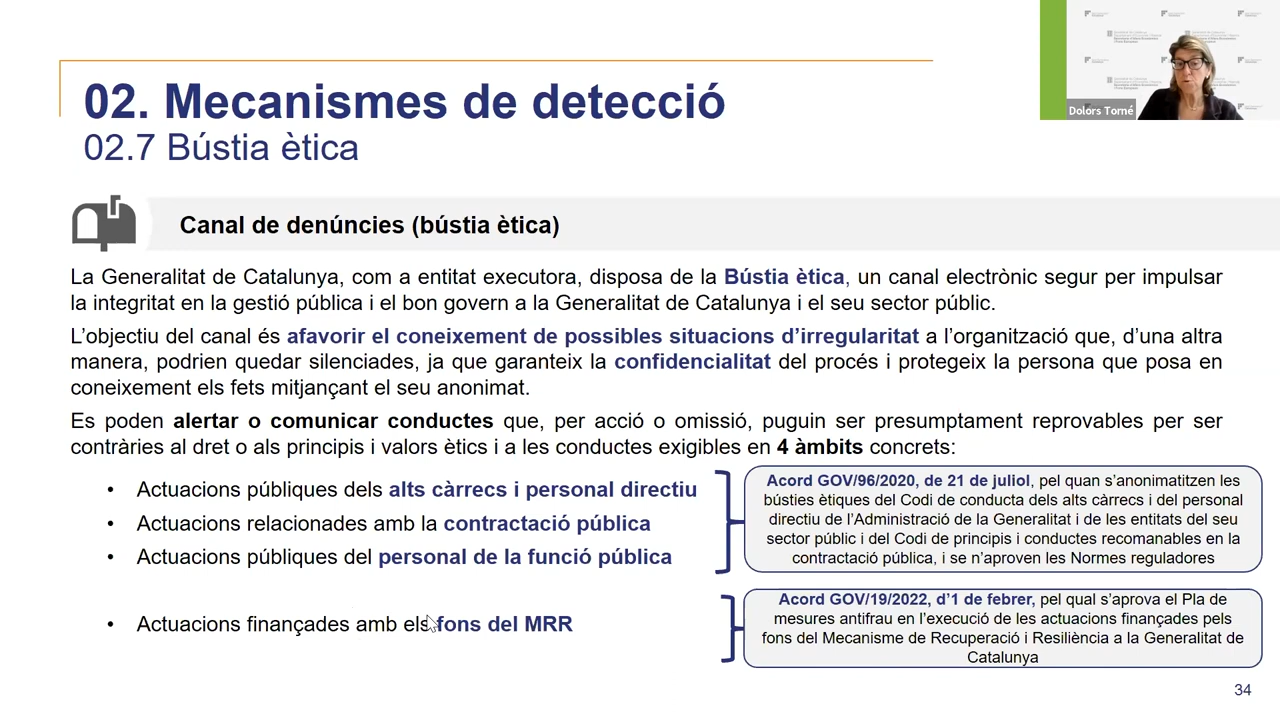 02. Mecanismes de detecció
02.7 Bústia ètica
Dolors Tomé
Canal de denúncies (bústia ètica)
La Generalitat de Catalunya, com a entitat executora, disposa de la Bústia ètica, un canal electrònic segur per impulsar
la integritat en la gestió pública i el bon govern a la Generalitat de Catalunya i el seu sector públic.
L’objectiu del canal és afavorir el coneixement de possibles situacions d’irregularitat a l’organització que, d’una altra
manera, podrien quedar silenciades, ja que garanteix la confidencialitat del procés i protegeix la persona que posa en
coneixement els fets mitjançant el seu anonimat.
Es poden alertar o comunicar conductes que, per acció o omissió, puguin ser presumptament reprovables per ser
contràries al dret o als principis i valors ètics i a les conductes exigibles en 4 àmbits concrets:
• Actuacions públiques dels alts càrrecs i personal directiu
• Actuacions relacionades amb la contractació pública
• Actuacions públiques del personal de la funció pública
Acord GOV/96/2020, de 21 de juliol, pel quan s’anonimatitzen les
bústies ètiques del Codi de conducta dels alts càrrecs i del personal
directiu de l’Administració de la Generalitat i de les entitats del seu
sector públic i del Codi de principis i conductes recomanables en la
contractació pública, i se n’aproven les Normes reguladores
• Actuacions finançades amb els fons del MRR
Acord GOV/19/2022, d’1 de febrer, pel qual s’aprova el Pla de
mesures antifrau en l’execució de les actuacions finançades pels
fons del Mecanisme de Recuperació i Resiliència a la Generalitat de
Catalunya
34